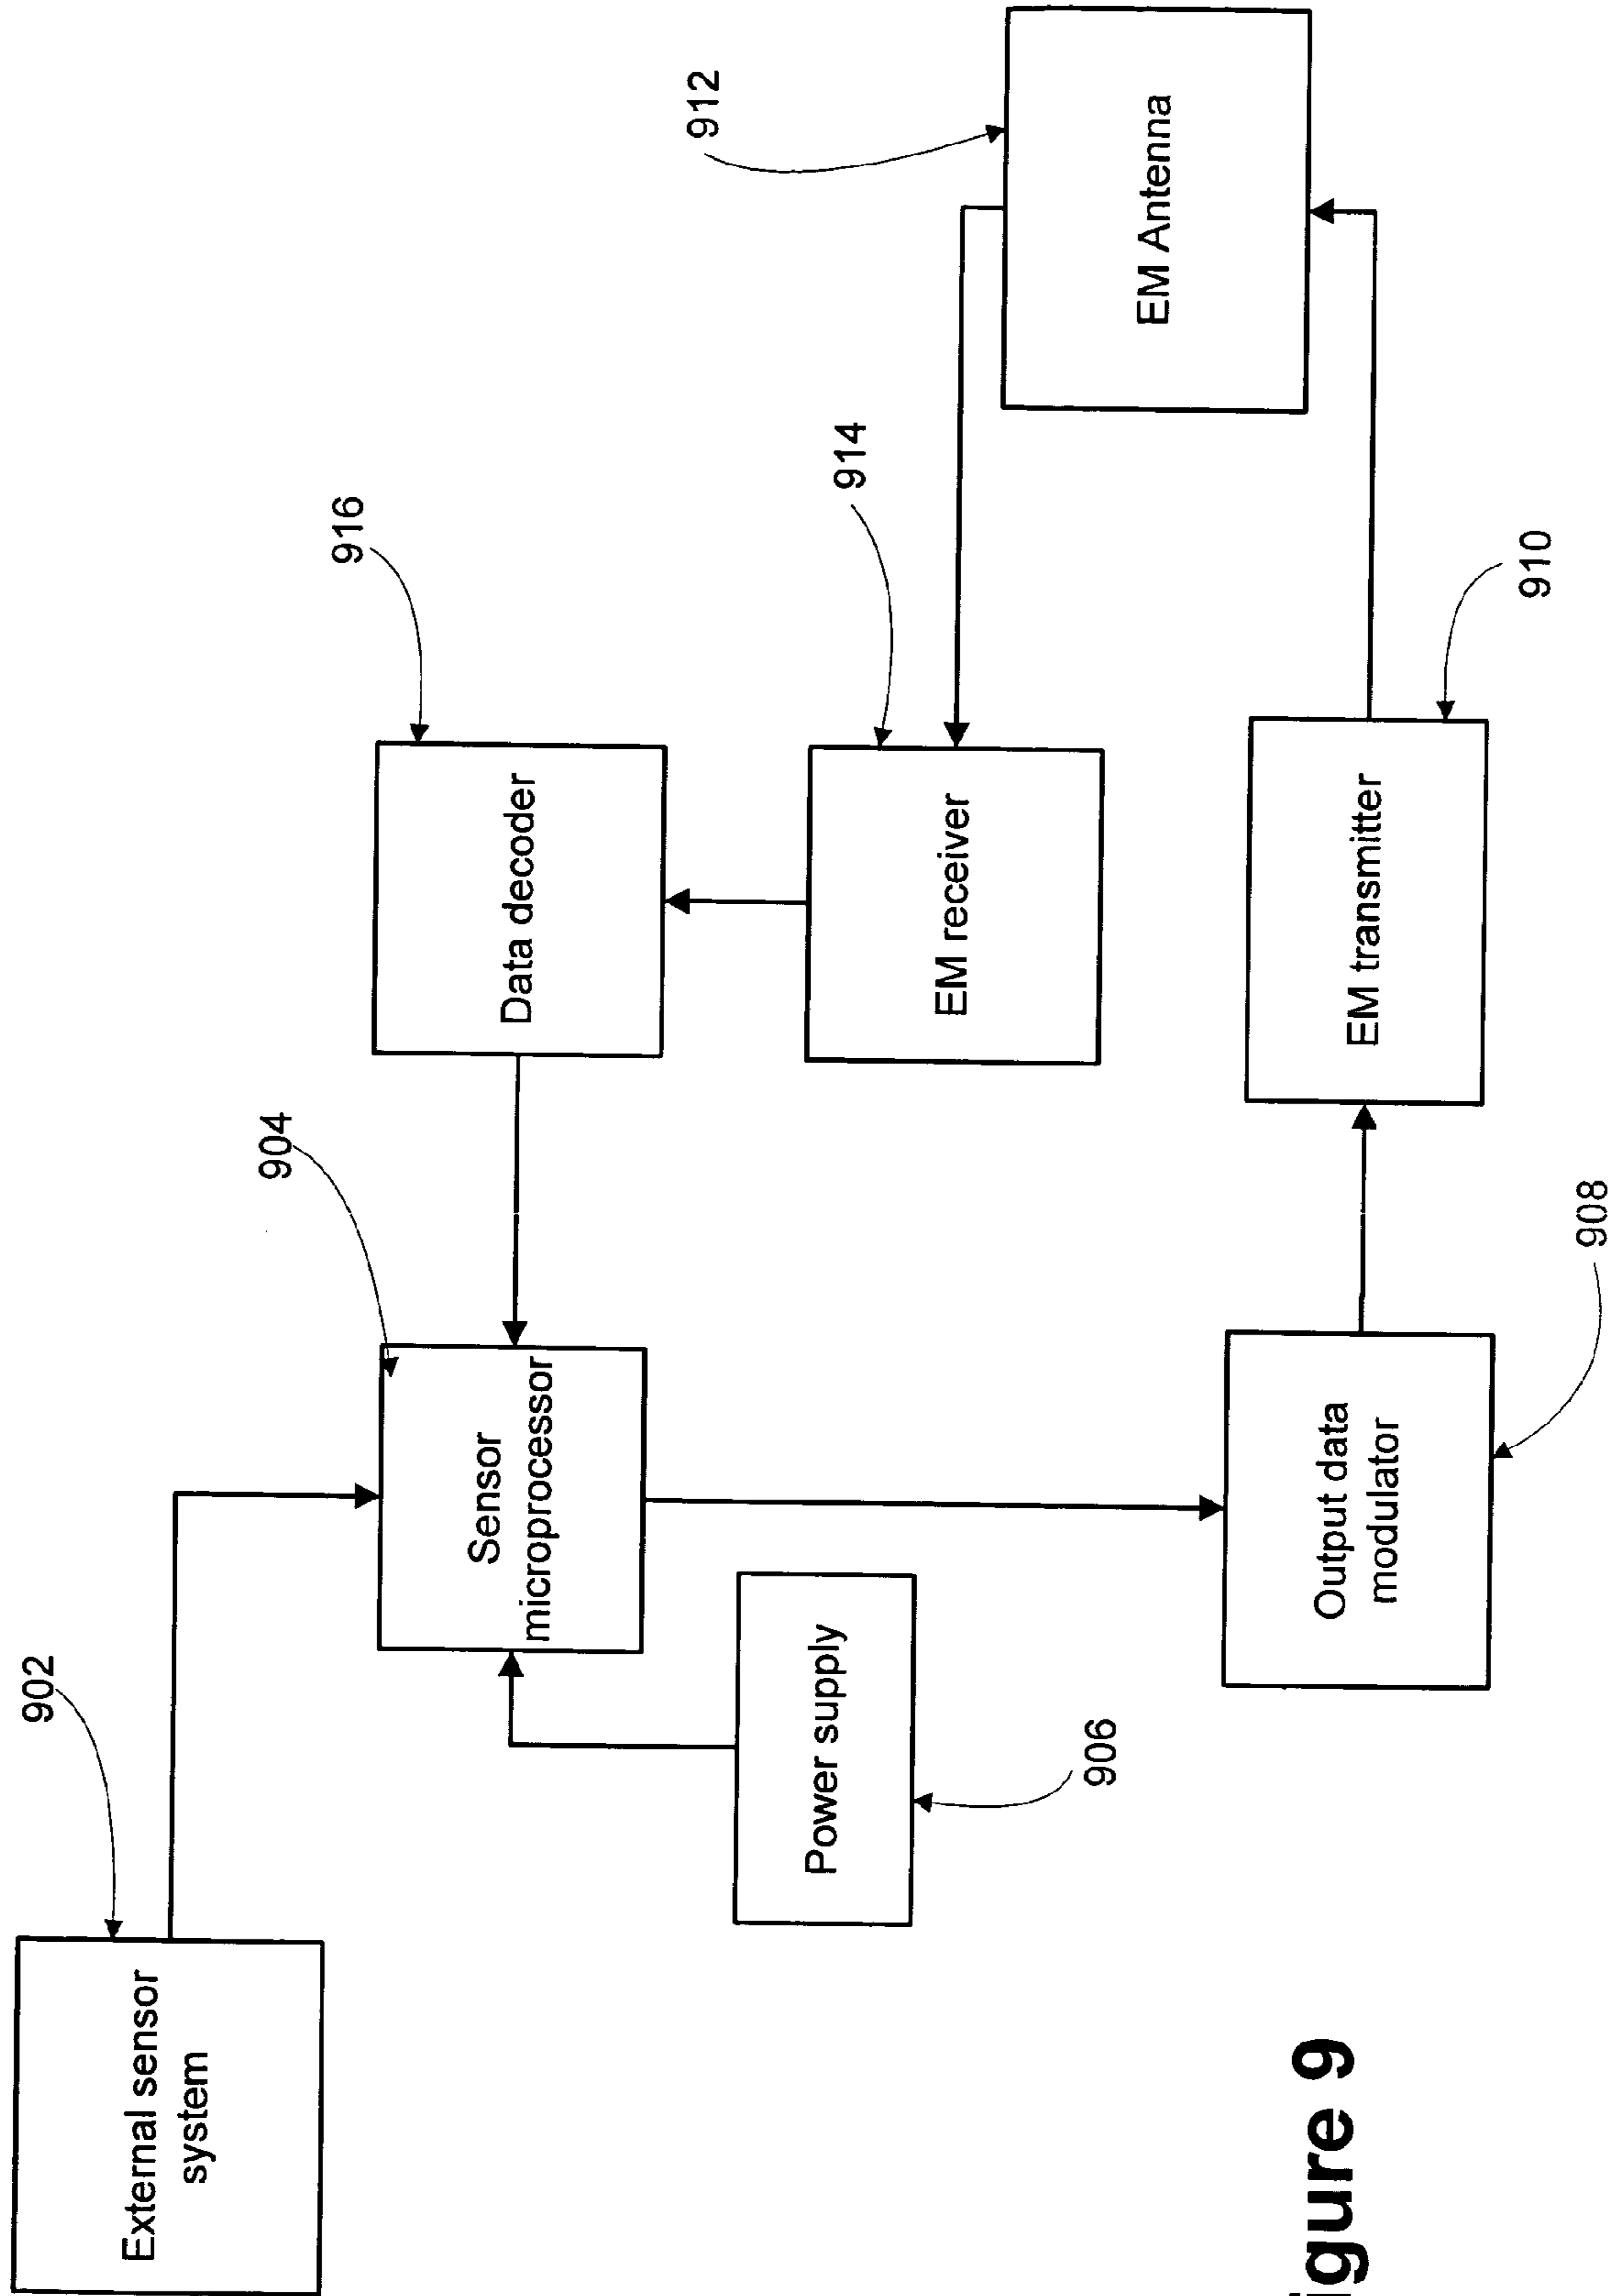 902
External sensor
system
904
Sensor
microprocessor
906
Power supply
916
Data decoder
914
EM receiver
912
EM Antenna
908
Output data
modulator
910
EM transmitter
igure 9